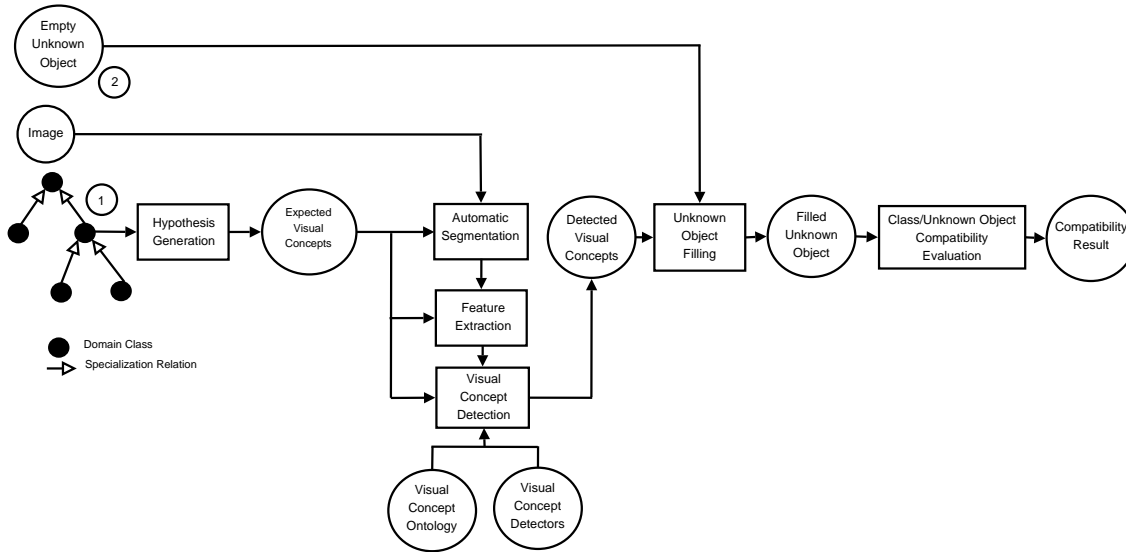 Empty
Unknown
Object
2
Image
1
Hypothesis
Generation
Expected
Visual
Concepts
Automatic
Segmentation
Feature
Extraction
Visual
Concept
Detection
Visual
Concept
Ontology
Visual
Concept
Detectors
Detected
Visual
Concepts
Unknown
Object
Filling
Filled
Unknown
Object
Class/Unknown Object
Compatibility
Evaluation
Compatibility
Result
Domain Class
Specialization Relation